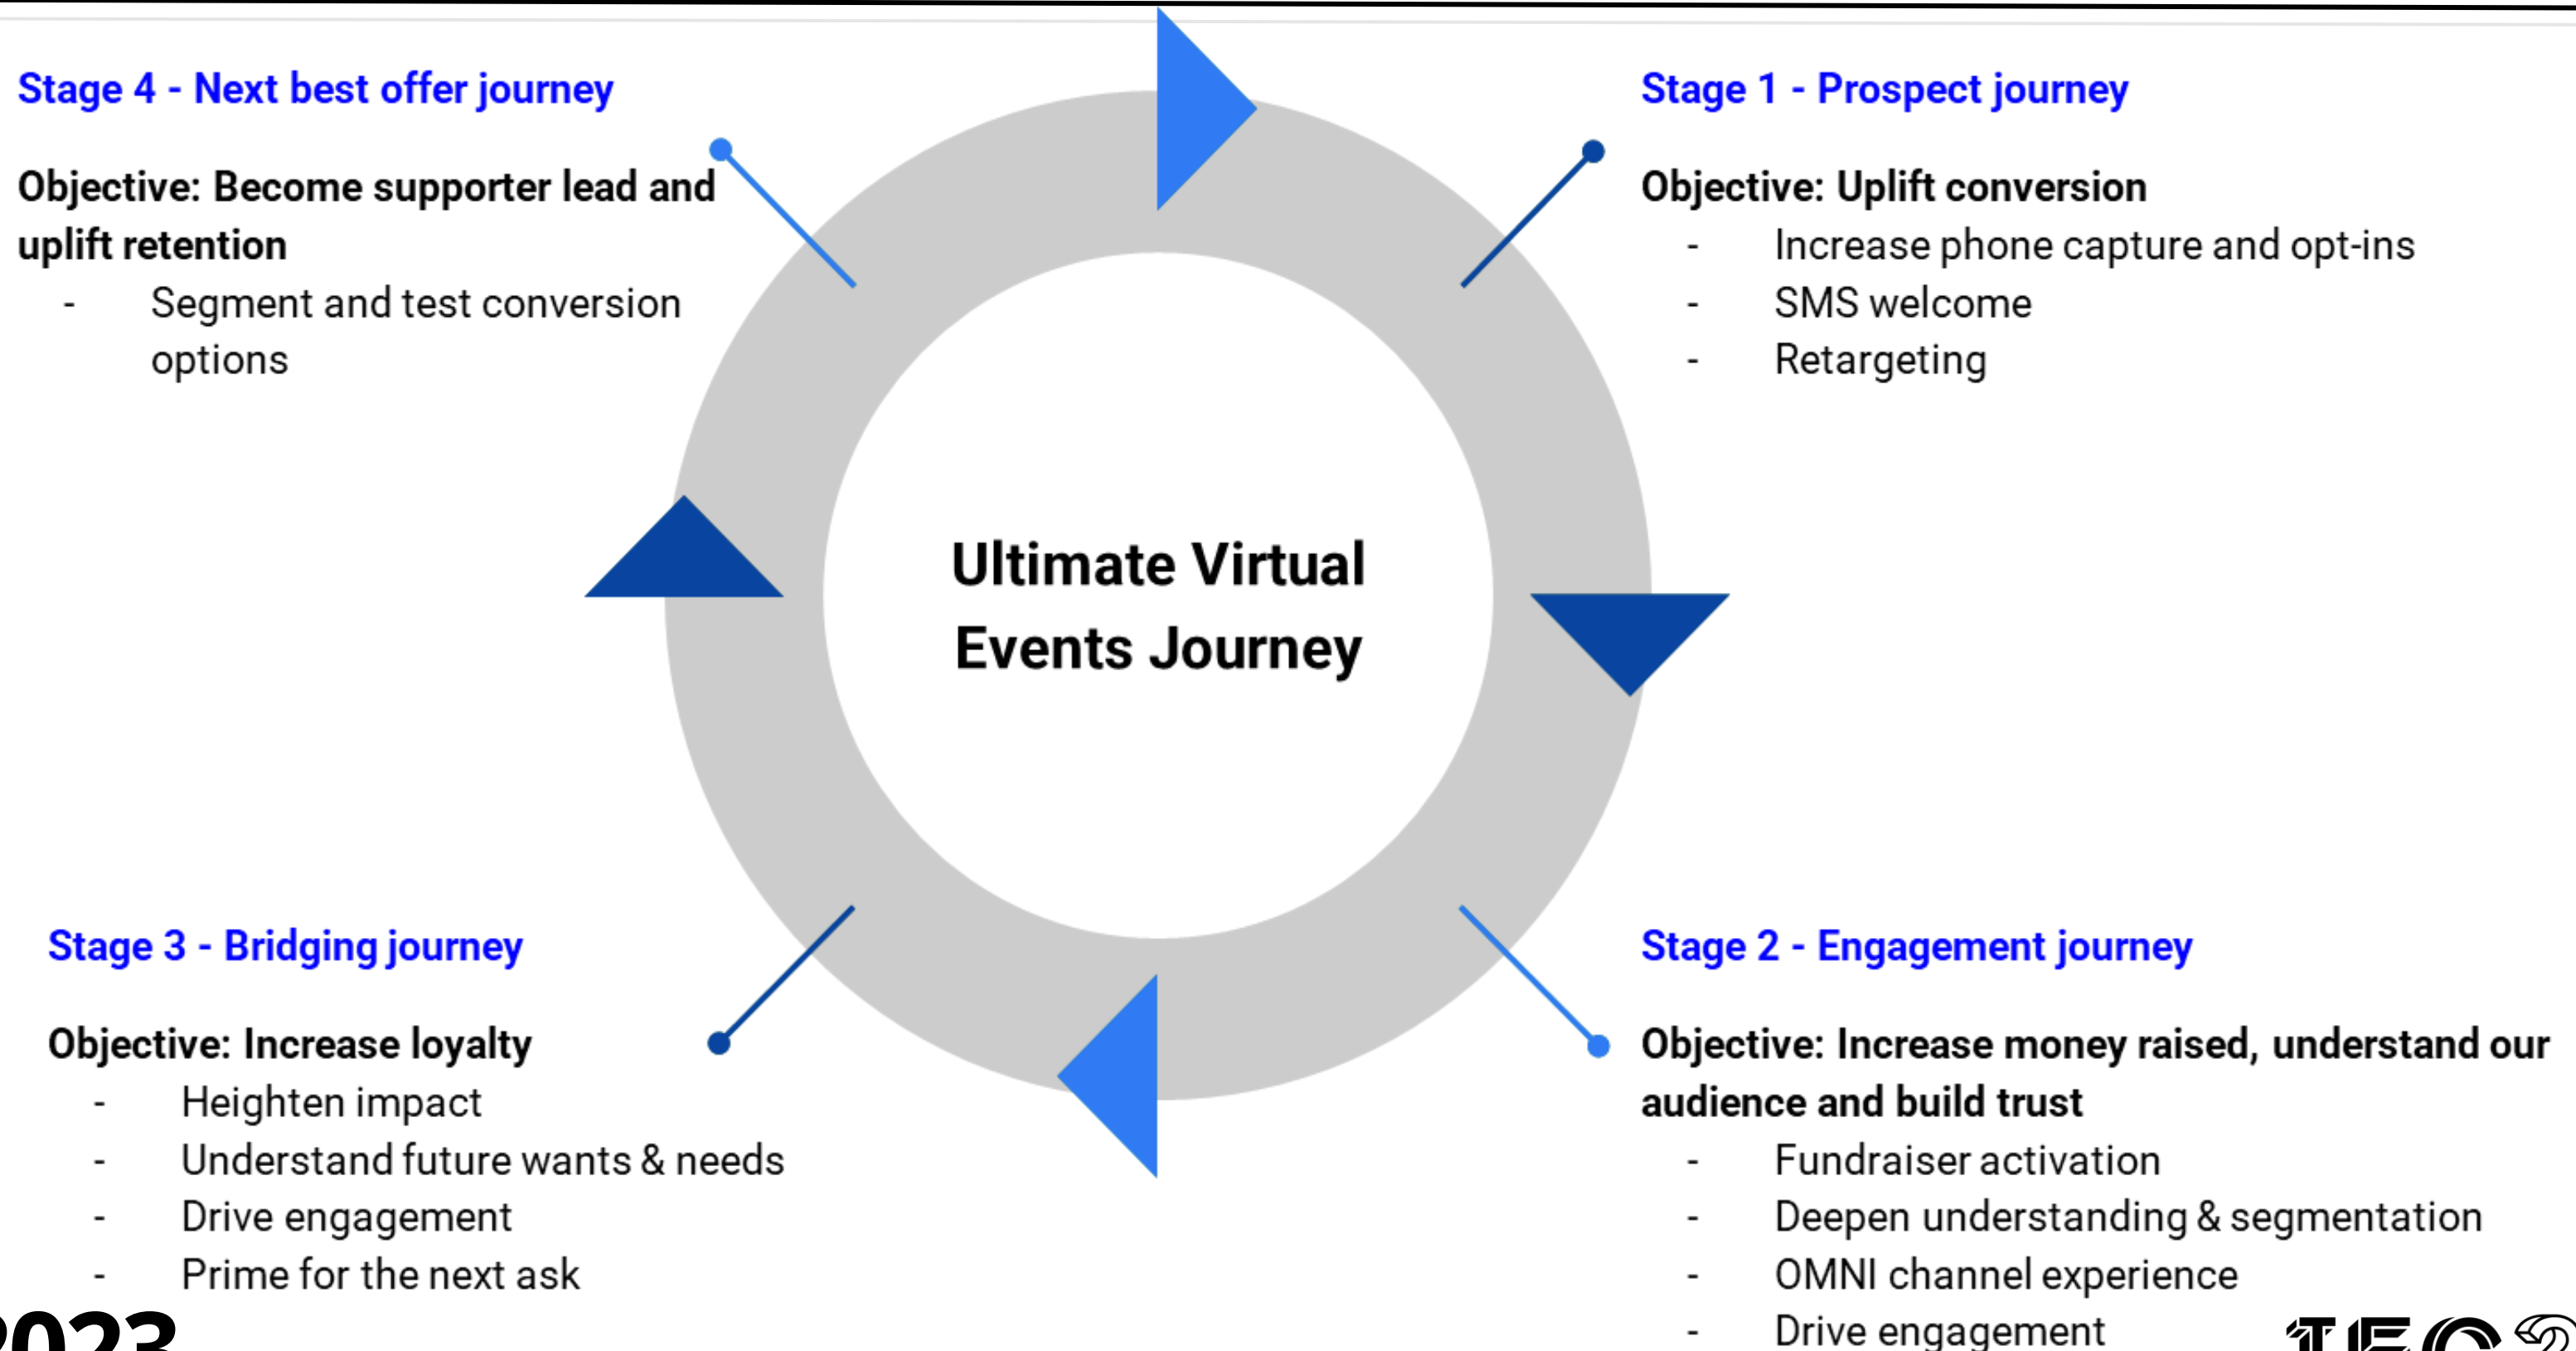 Stage 4 - Next best offer journey
Objective: Become supporter lead and
uplift retention
- Segment and test conversion
options
Stage 1 - Prospect journey
Objective: Uplift conversion
- Increase phone capture and opt-ins
- SMS welcome
- Retargeting
Ultimate Virtual
Events Journey
Stage 3 - Bridging journey
Objective: Increase loyalty
- Heighten impact
- Understand future wants & needs
- Drive engagement
- Prime for the next ask
Stage 2 - Engagement journey
Objective: Increase money raised, understand our
audience and build trust
- Fundraiser activation
- Deepen understanding & segmentation
- OMNI channel experience
- Drive engagement
2023